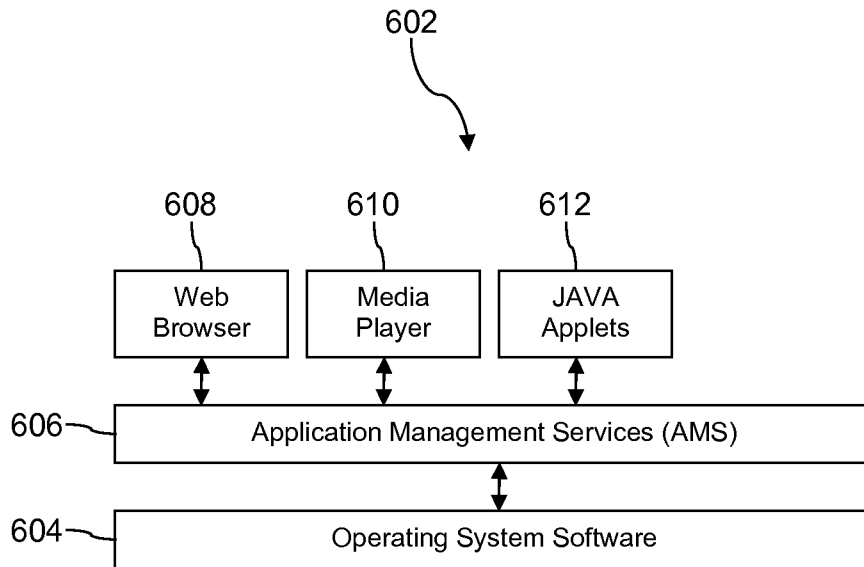 602
608
610
612
Web
Browser
Media
Player
JAVA
Applets
606
Application Management Services (AMS)
604
Operating System Software